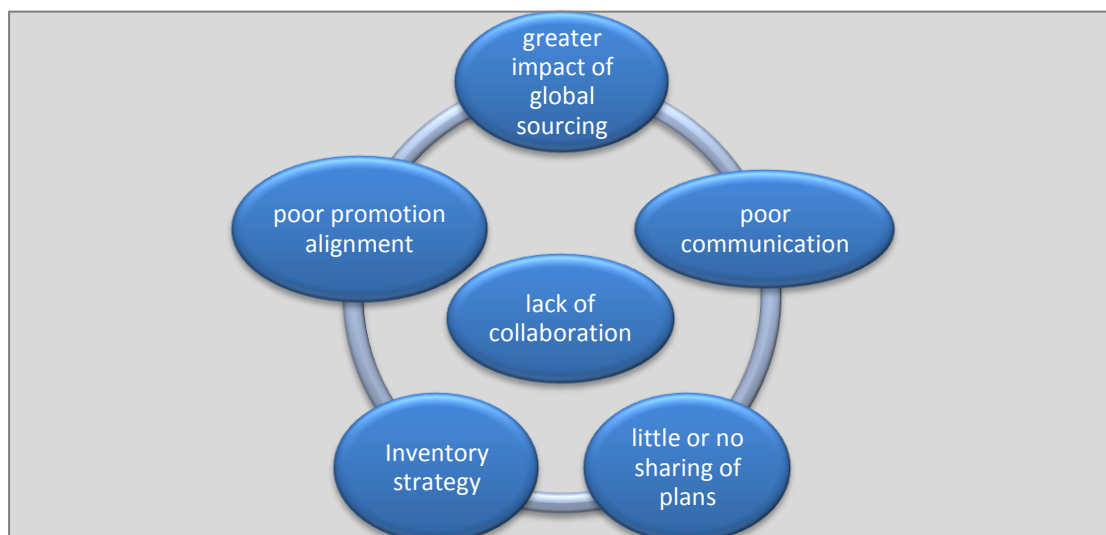 greater
impact of
global
sourcing
poor promotion
alignment
poor
communication
lack of
collaboration
Inventory
strategy
little or no
sharing of
plans